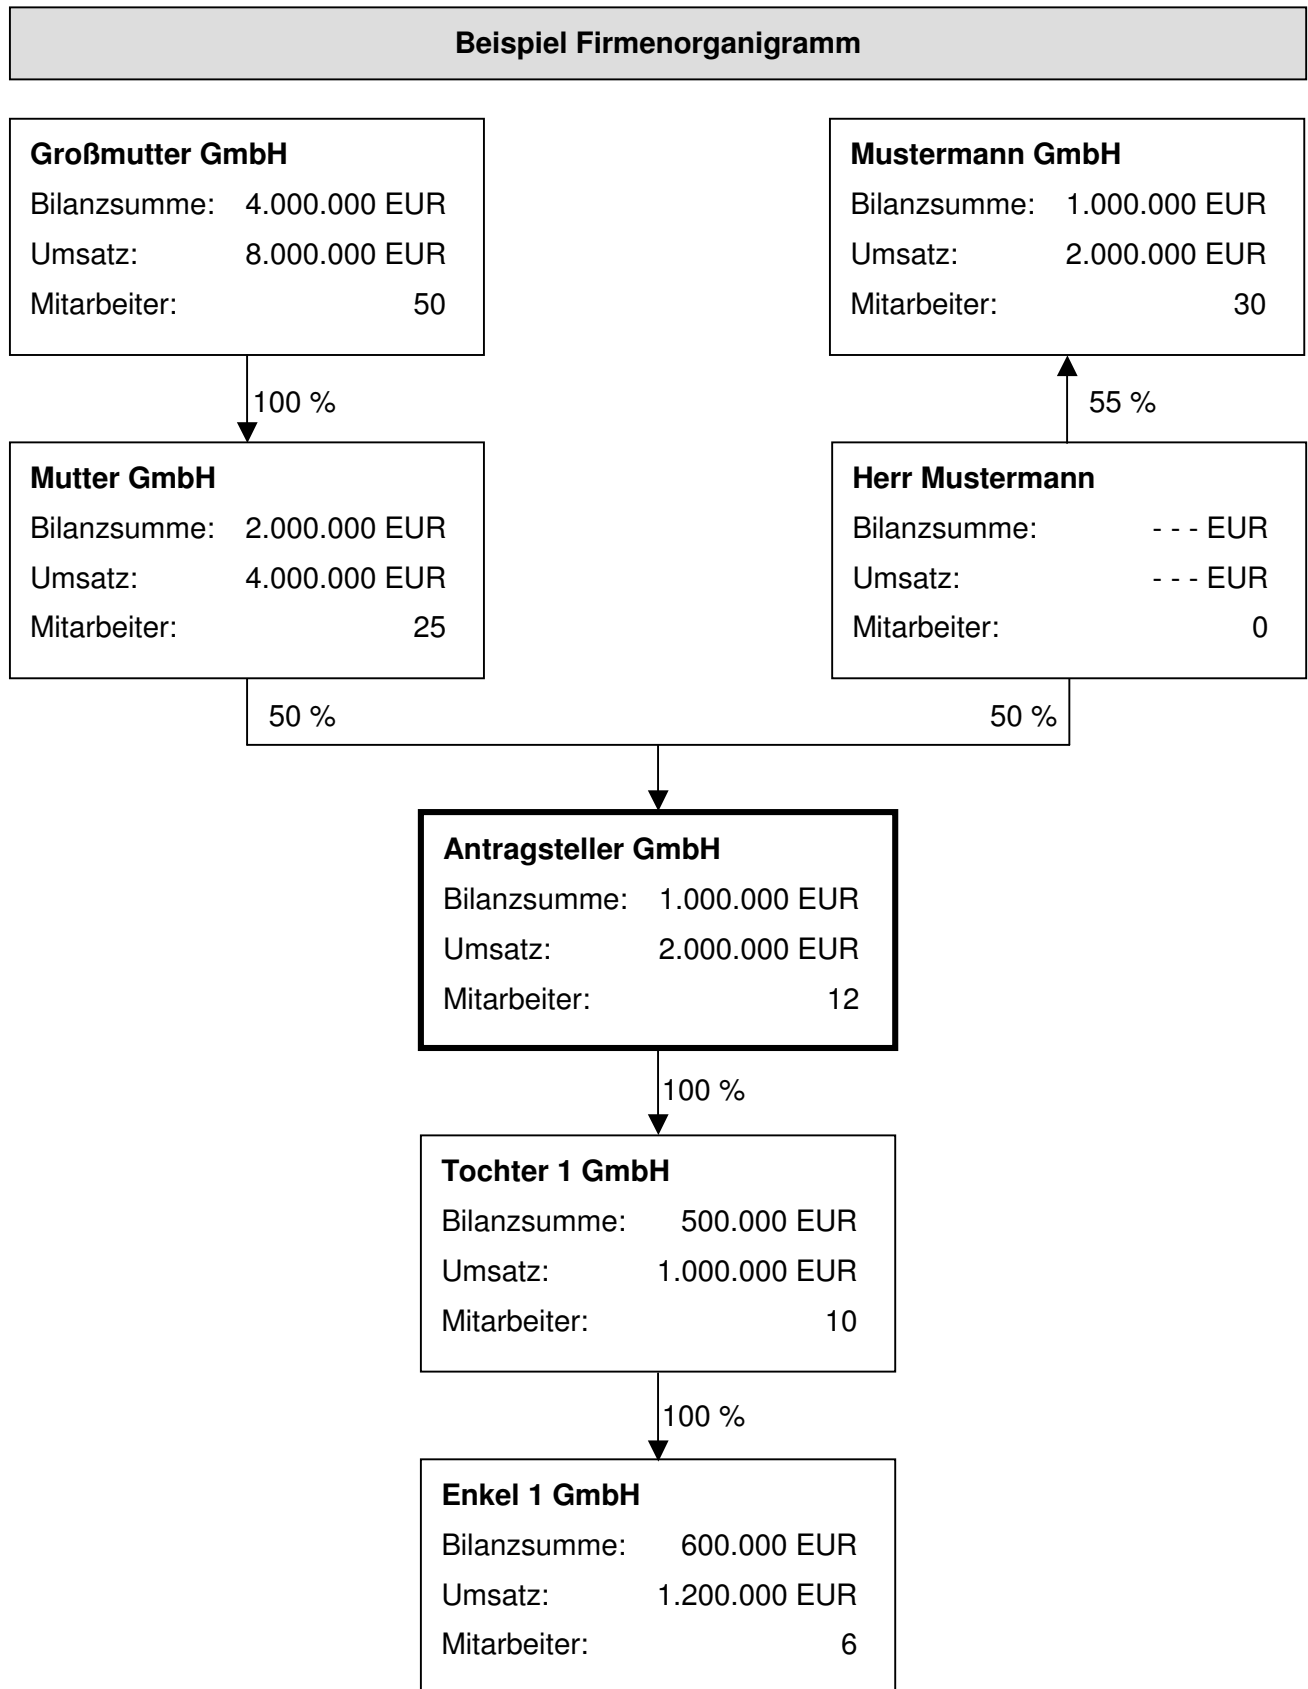 Beispiel Firmenorganigramm
Großmutter GmbH
Bilanzsumme: 4.000.000 EUR
Umsatz: 8.000.000 EUR
Mitarbeiter: 50
Mustermann GmbH
Bilanzsumme: 1.000.000 EUR
Umsatz: 2.000.000 EUR
Mitarbeiter: 30
100 %
55 %
Mutter GmbH
Bilanzsumme: 2.000.000 EUR
Umsatz: 4.000.000 EUR
Mitarbeiter: 25
Herr Mustermann
Bilanzsumme: - - - EUR
Umsatz: - - - EUR
Mitarbeiter: 0
50 %
50 %
Antragsteller GmbH
Bilanzsumme: 1.000.000 EUR
Umsatz: 2.000.000 EUR
Mitarbeiter: 12
100 %
Tochter 1 GmbH
Bilanzsumme: 500.000 EUR
Umsatz: 1.000.000 EUR
Mitarbeiter: 10
100 %
Enkel 1 GmbH
Bilanzsumme: 600.000 EUR
Umsatz: 1.200.000 EUR
Mitarbeiter: 6